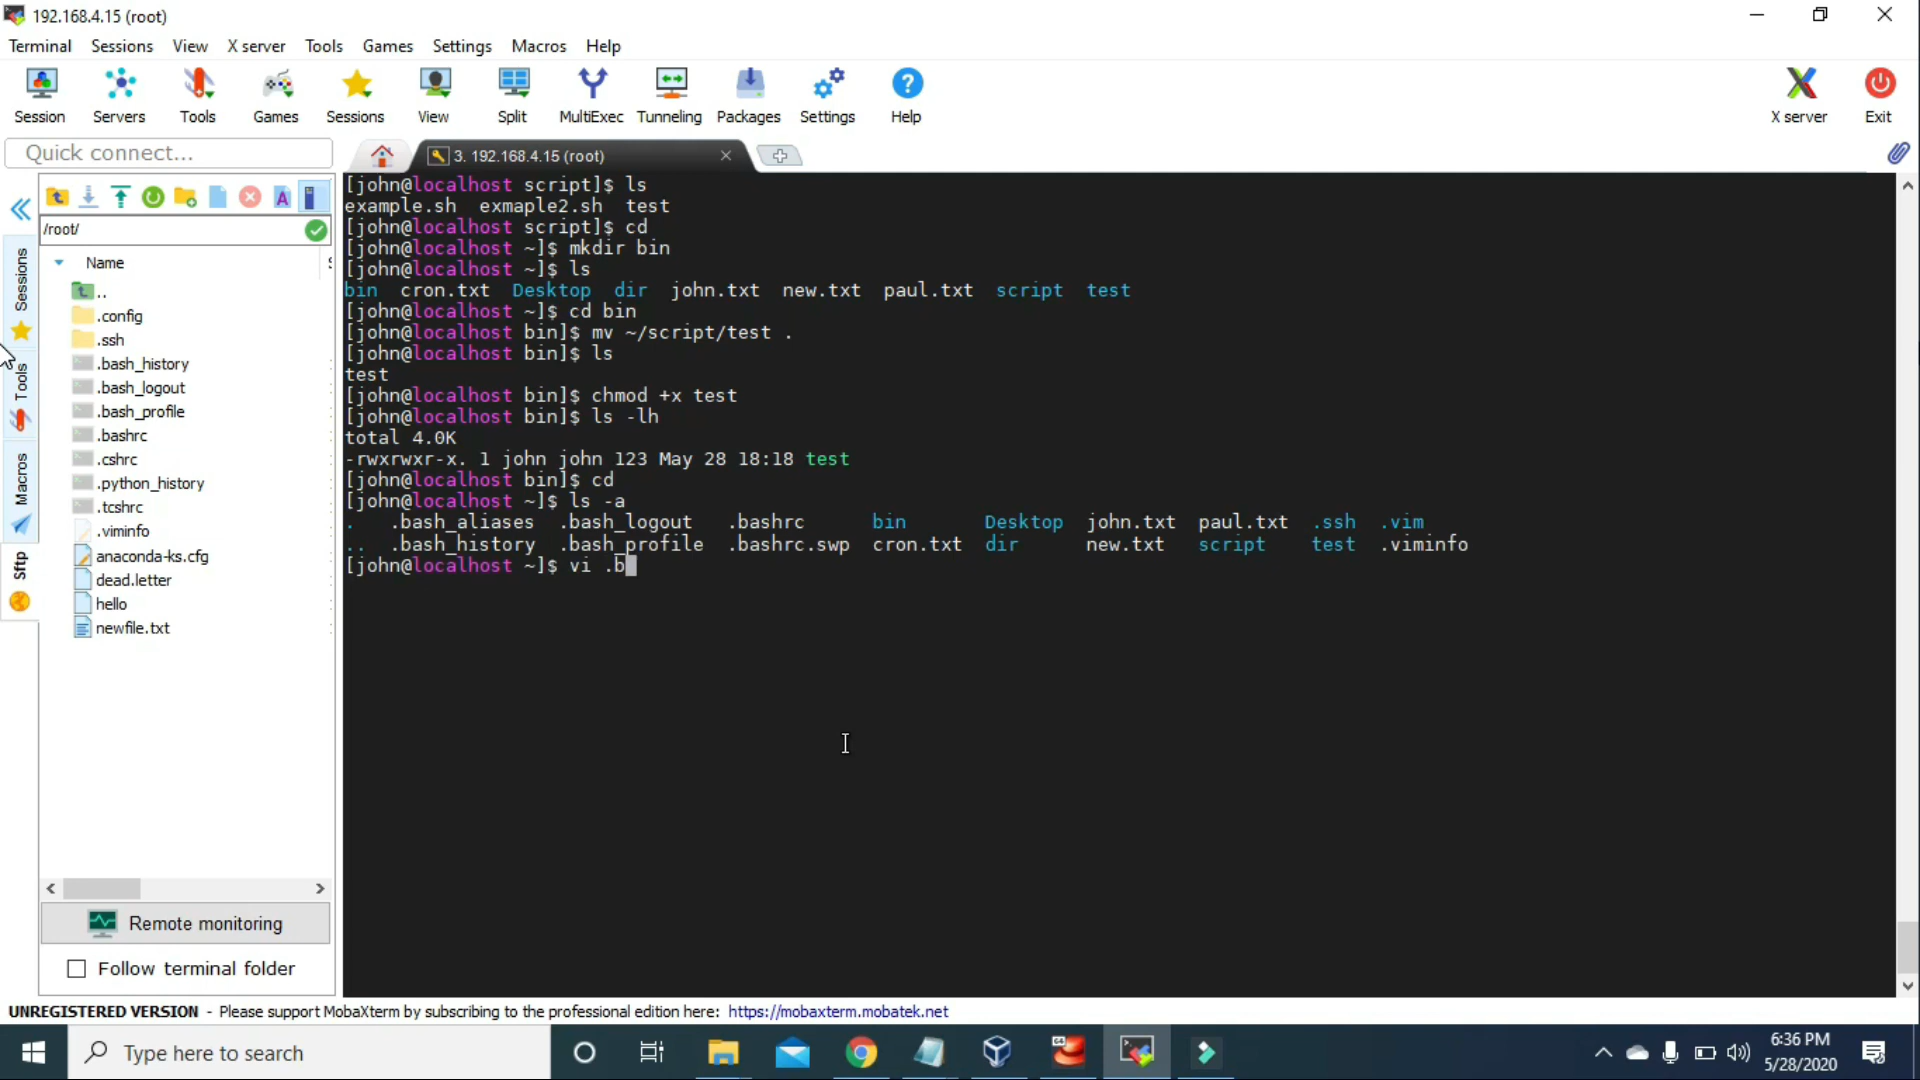 192.168.4.15 (root)
Terminal Sessions View X server Tools Games Settings Macros Help
Session Servers Tools Games Sessions View Split MultiExec Tunneling Packages Settings Help X server Exit
Quick connect...
3. 192.168.4.15 (root)
/root/
Name
..
.config
.ssh
.bash_history
.bash_logout
.bash_profile
.bashrc
.cshrc
.python_history
.tcshrc
.viminfo
anaconda-ks.cfg
dead.letter
hello
newfile.txt
Sessions
Tools
Macros
Sftp
Remote monitoring
Follow terminal folder
[john@localhost script]$ ls
example.sh exmaple2.sh test
[john@localhost script]$ cd
[john@localhost ~]$ mkdir bin
[john@localhost ~]$ ls
bin cron.txt Desktop dir john.txt new.txt paul.txt script test
[john@localhost ~]$ cd bin
[john@localhost bin]$ mv ~/script/test .
[john@localhost bin]$ ls
test
[john@localhost bin]$ chmod +x test
[john@localhost bin]$ ls -lh
total 4.0K
-rwxrwxr-x. 1 john john 123 May 28 18:18 test
[john@localhost bin]$ cd
[john@localhost ~]$ ls -a
. .bash_aliases .bash_logout .bashrc bin Desktop john.txt paul.txt .ssh .vim
.. .bash_history .bash_profile .bashrc.swp cron.txt dir new.txt script test .viminfo
[john@localhost ~]$ vi .b
UNREGISTERED VERSION - Please support MobaXterm by subscribing to the professional edition here: https://mobaxterm.mobatek.net
Type here to search
6:36 PM
5/28/2020